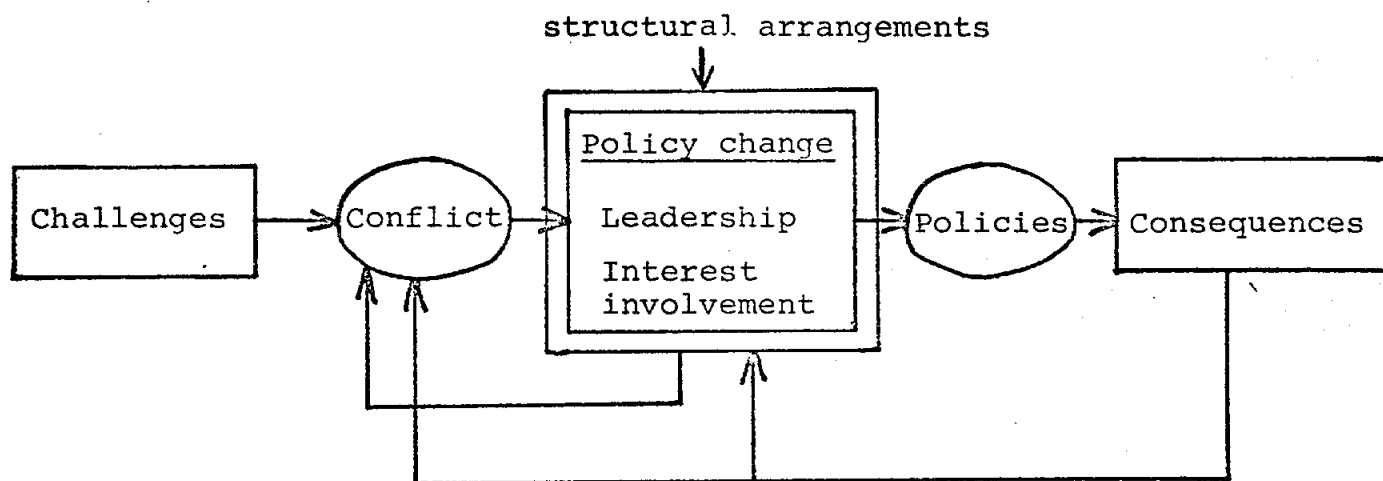 structural arrangements
Policy change
Challenges
Conflict
Leadership
Policies
Consequences
Interest
involvement